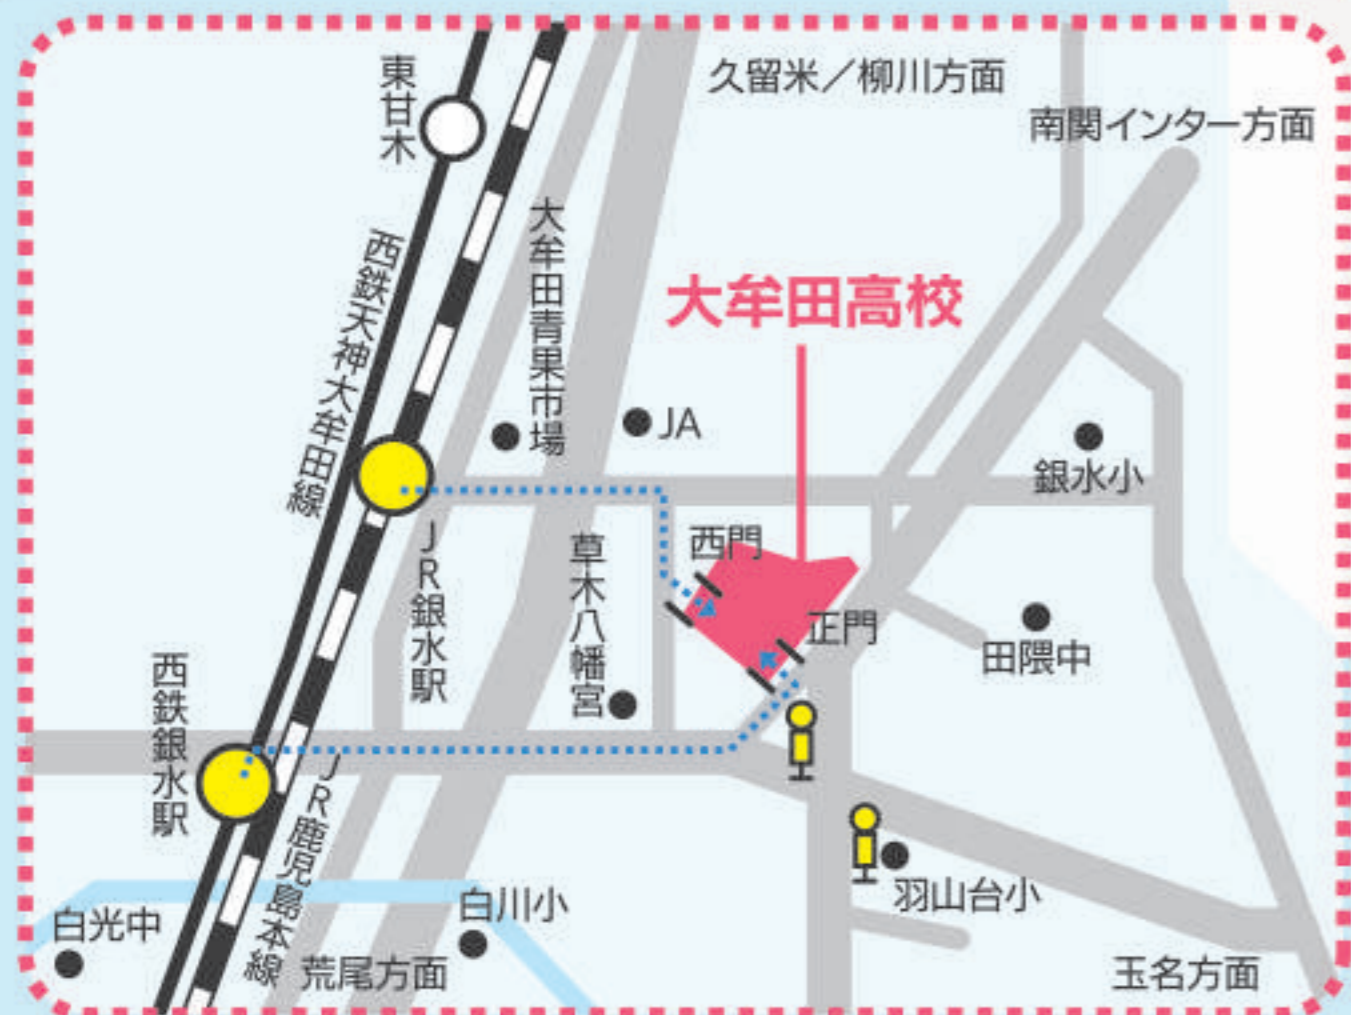 久留米／柳川方面
東甘木
南関インター方面
大牟田青果市場
西鉄天神大牟田線
大牟田高校
JA
銀水小
JR銀水駅
草木八幡宮
西門
正門
田隈中
西鉄銀水駅
JR鹿児島本線
羽山台小
白川小
白光中
荒尾方面
玉名方面